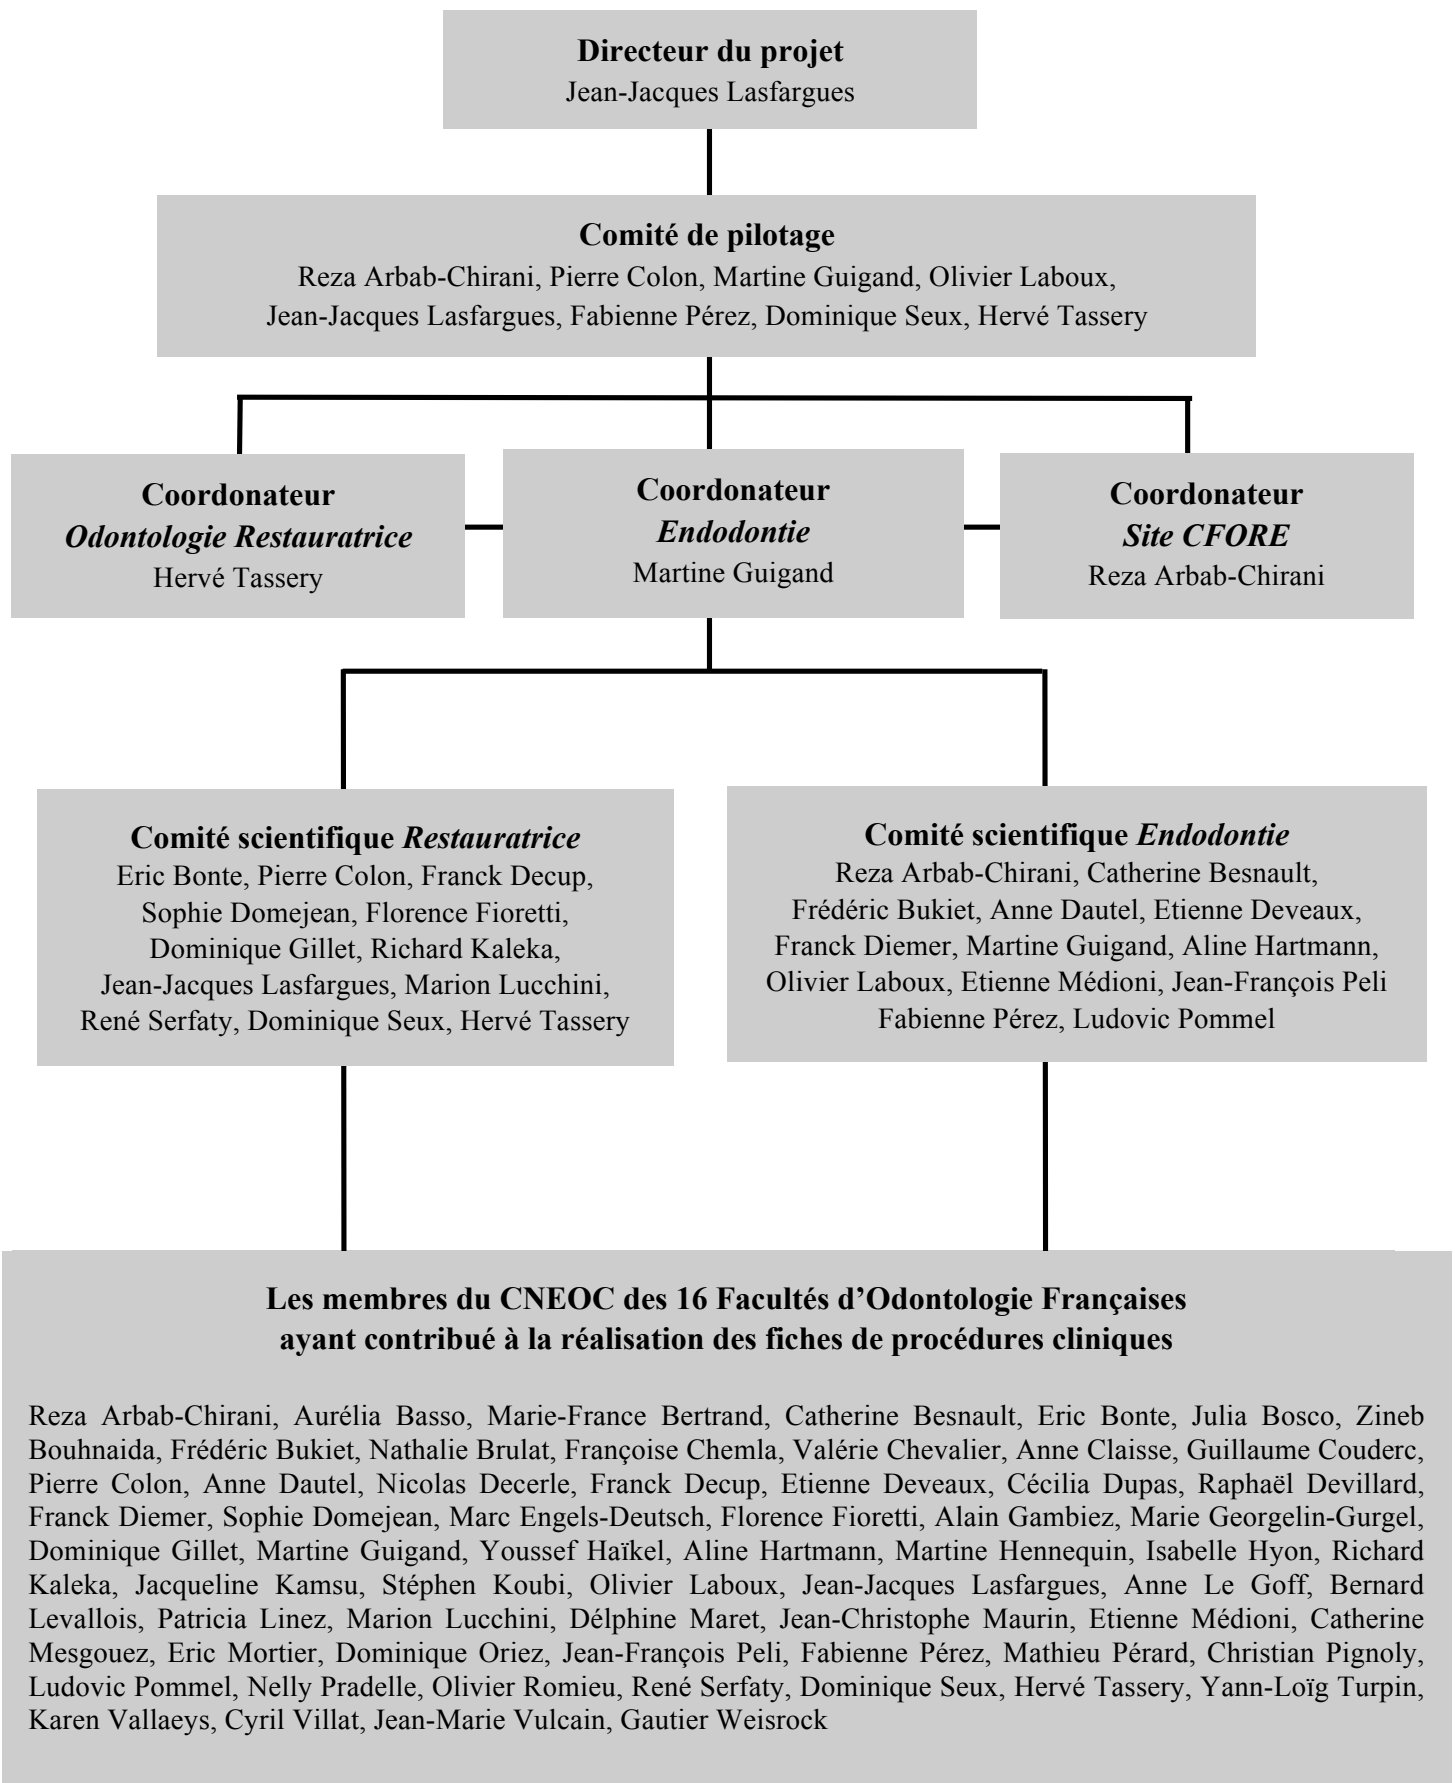 Directeur du projet
Jean-Jacques Lasfargues
Comité de pilotage
Reza Arbab-Chirani, Pierre Colon, Martine Guigand, Olivier Laboux,
Jean-Jacques Lasfargues, Fabienne Pérez, Dominique Seux, Hervé Tassery
Coordonateur
Odontologie Restauratrice
Hervé Tassery
Coordonateur
Endodontie
Martine Guigand
Coordonateur
Site CFORE
Reza Arbab-Chirani
Comité scientifique Restauratrice
Eric Bonte, Pierre Colon, Franck Decup,
Sophie Domejean, Florence Fioretti,
Dominique Gillet, Richard Kaleka,
Jean-Jacques Lasfargues, Marion Lucchini,
René Serfaty, Dominique Seux, Hervé Tassery
Comité scientifique Endodontie
Reza Arbab-Chirani, Catherine Besnault,
Frédéric Bukiet, Anne Dautel, Etienne Deveaux,
Franck Diemer, Martine Guigand, Aline Hartmann,
Olivier Laboux, Etienne Médioni, Jean-François Peli
Fabienne Pérez, Ludovic Pommel
Les membres du CNEOC des 16 Facultés d’Odontologie Françaises
ayant contribué à la réalisation des fiches de procédures cliniques
Reza Arbab-Chirani, Aurélia Basso, Marie-France Bertrand, Catherine Besnault, Eric Bonte, Julia Bosco, Zineb
Bouhnaida, Frédéric Bukiet, Nathalie Brulat, Françoise Chemla, Valérie Chevalier, Anne Claisse, Guillaume Couderc,
Pierre Colon, Anne Dautel, Nicolas Decerle, Franck Decup, Etienne Deveaux, Cécilia Dupas, Raphaël Devillard,
Franck Diemer, Sophie Domejean, Marc Engels-Deutsch, Florence Fioretti, Alain Gambiez, Marie Georgelin-Gurgel,
Dominique Gillet, Martine Guigand, Youssef Haïkel, Aline Hartmann, Martine Hennequin, Isabelle Hyon, Richard
Kaleka, Jacqueline Kamsu, Stéphen Koubi, Olivier Laboux, Jean-Jacques Lasfargues, Anne Le Goff, Bernard
Levallois, Patricia Linez, Marion Lucchini, Délphine Maret, Jean-Christophe Maurin, Etienne Médioni, Catherine
Mesgouez, Eric Mortier, Dominique Oriez, Jean-François Peli, Fabienne Pérez, Mathieu Pérard, Christian Pignoly,
Ludovic Pommel, Nelly Pradelle, Olivier Romieu, René Serfaty, Dominique Seux, Hervé Tassery, Yann-Loïg Turpin,
Karen Vallaeys, Cyril Villat, Jean-Marie Vulcain, Gautier Weisrock